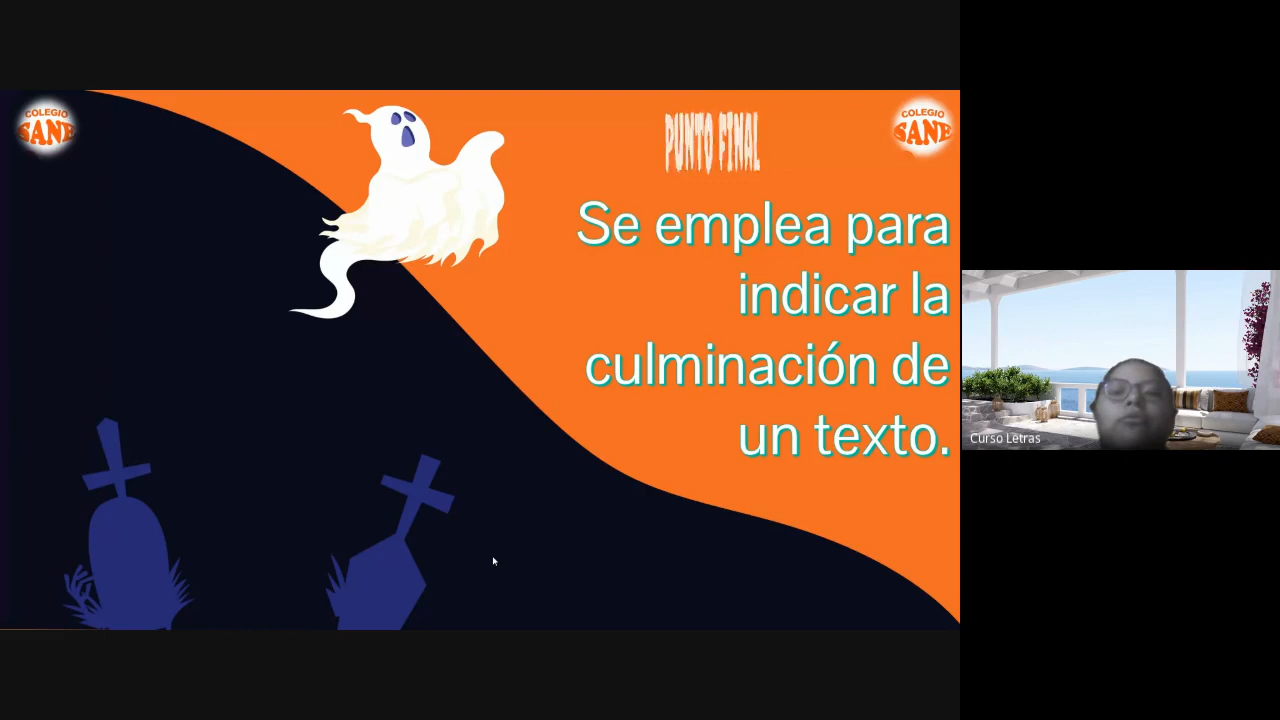 COLEGIO
SANE
PUNTO FINAL
COLEGIO
SANE
Se emplea para
indicar la
culminación de
un texto.
Curso Letras